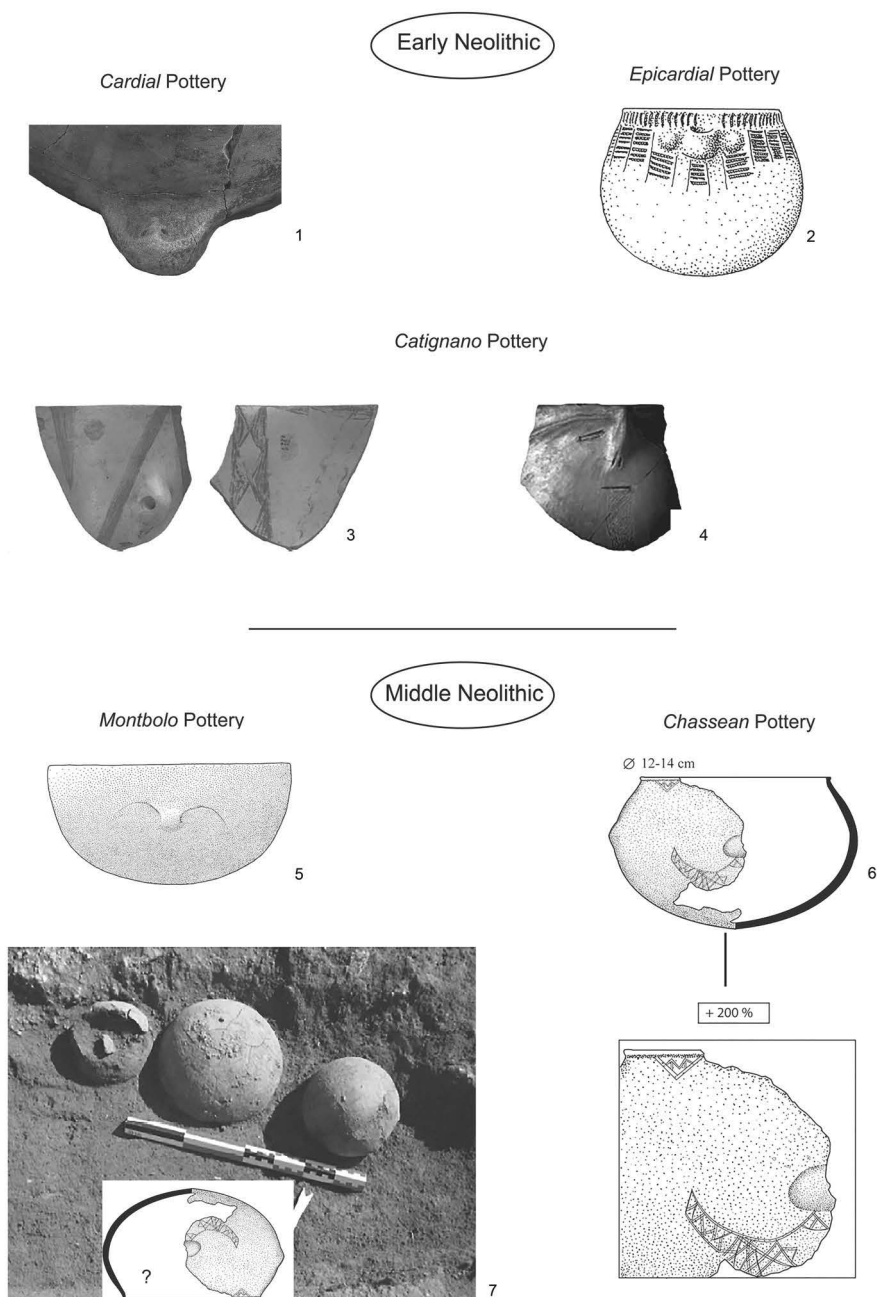 Early Neolithic
Cardial Pottery
Epicardial Pottery
1
2
Catignano Pottery
3
4
Middle Neolithic
Montbolo Pottery
Chassean Pottery
Ø 12-14 cm
5
6
+ 200 %
?
7